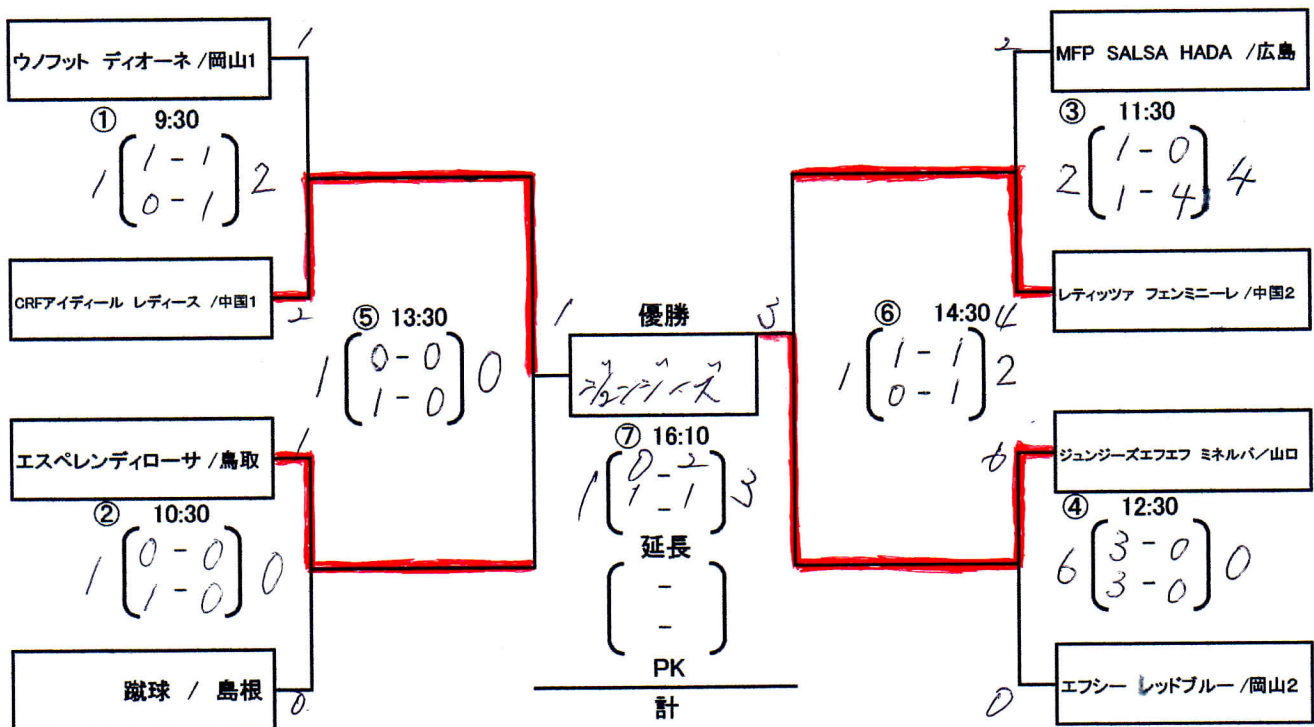 ウノフット ディオーネ /岡山1
1
① 9:30
1 1 - 1 2
0 - 1
CRFアイディール レディース /中国1
2
⑤ 13:30
1 0 - 0 0
1 - 0
エスペレンディローサ /鳥取
1
② 10:30
1 0 - 0 0
1 - 0
蹴球 / 島根
0
1 優勝 3
ジュンジーズ
⑦ 16:10
1 0 - 2 3
1 - 1
延長
-
-
PK
計
2
MFP SALSA HADA /広島
③ 11:30
2 1 - 0 4
1 - 4
レティッツァ フェンミニーレ /中国2
4
⑥ 14:30
1 1 - 1 2
0 - 1
6
ジュンジーズエフエフ ミネルバ/山口
④ 12:30
6 3 - 0 0
3 - 0
エフシー レッドブルー /岡山2
0